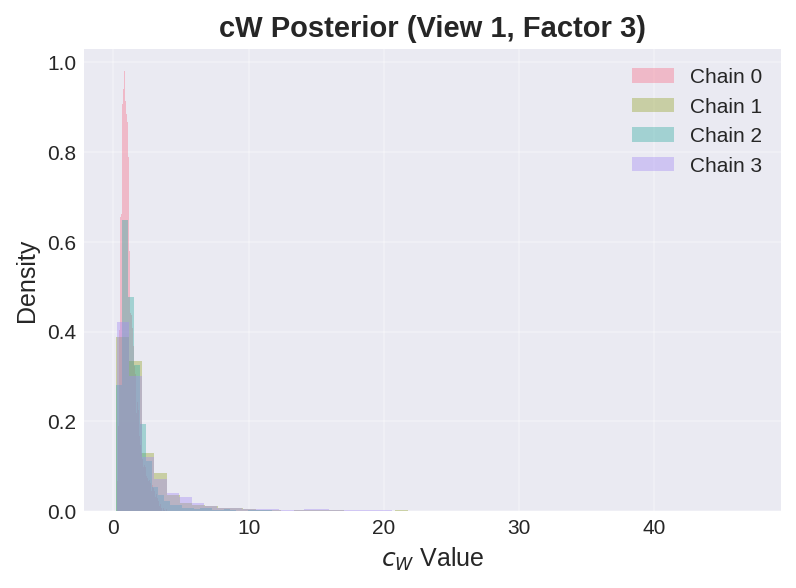 cW Posterior (View 1, Factor 3)
1.0
0.8
0.6
0.4
0.2
0.0
Density
Chain 0
Chain 1
Chain 2
Chain 3
0 10 20 30 40
c_W Value